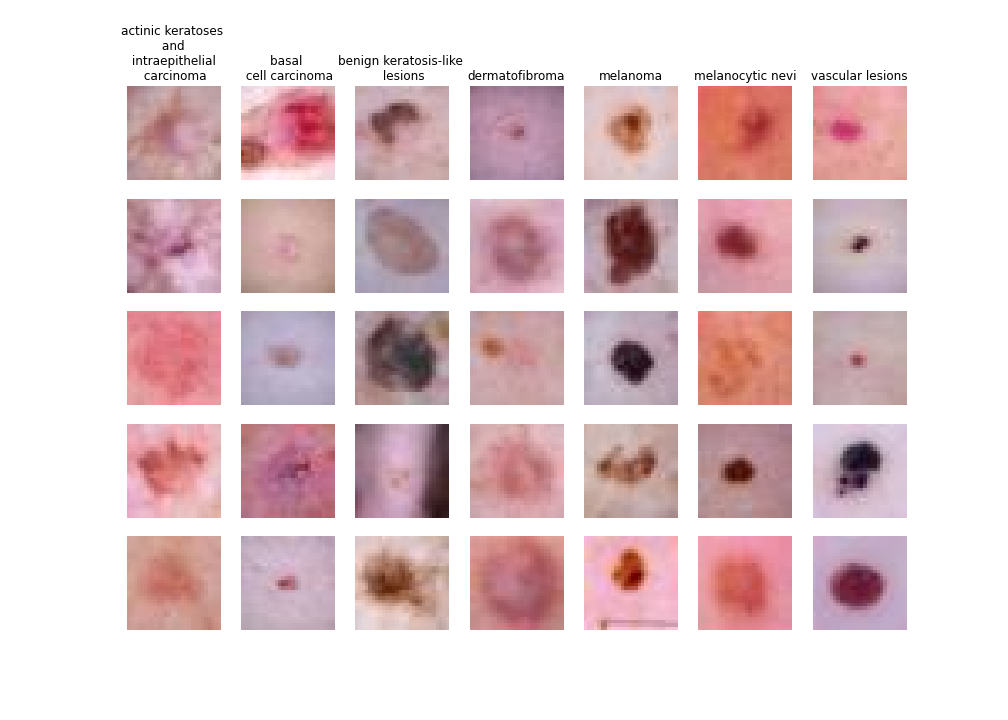 actinic keratoses
and
intraepithelial
carcinoma
basal
cell carcinoma
benign keratosis-like
lesions
dermatofibroma
melanoma
melanocytic nevi
vascular lesions